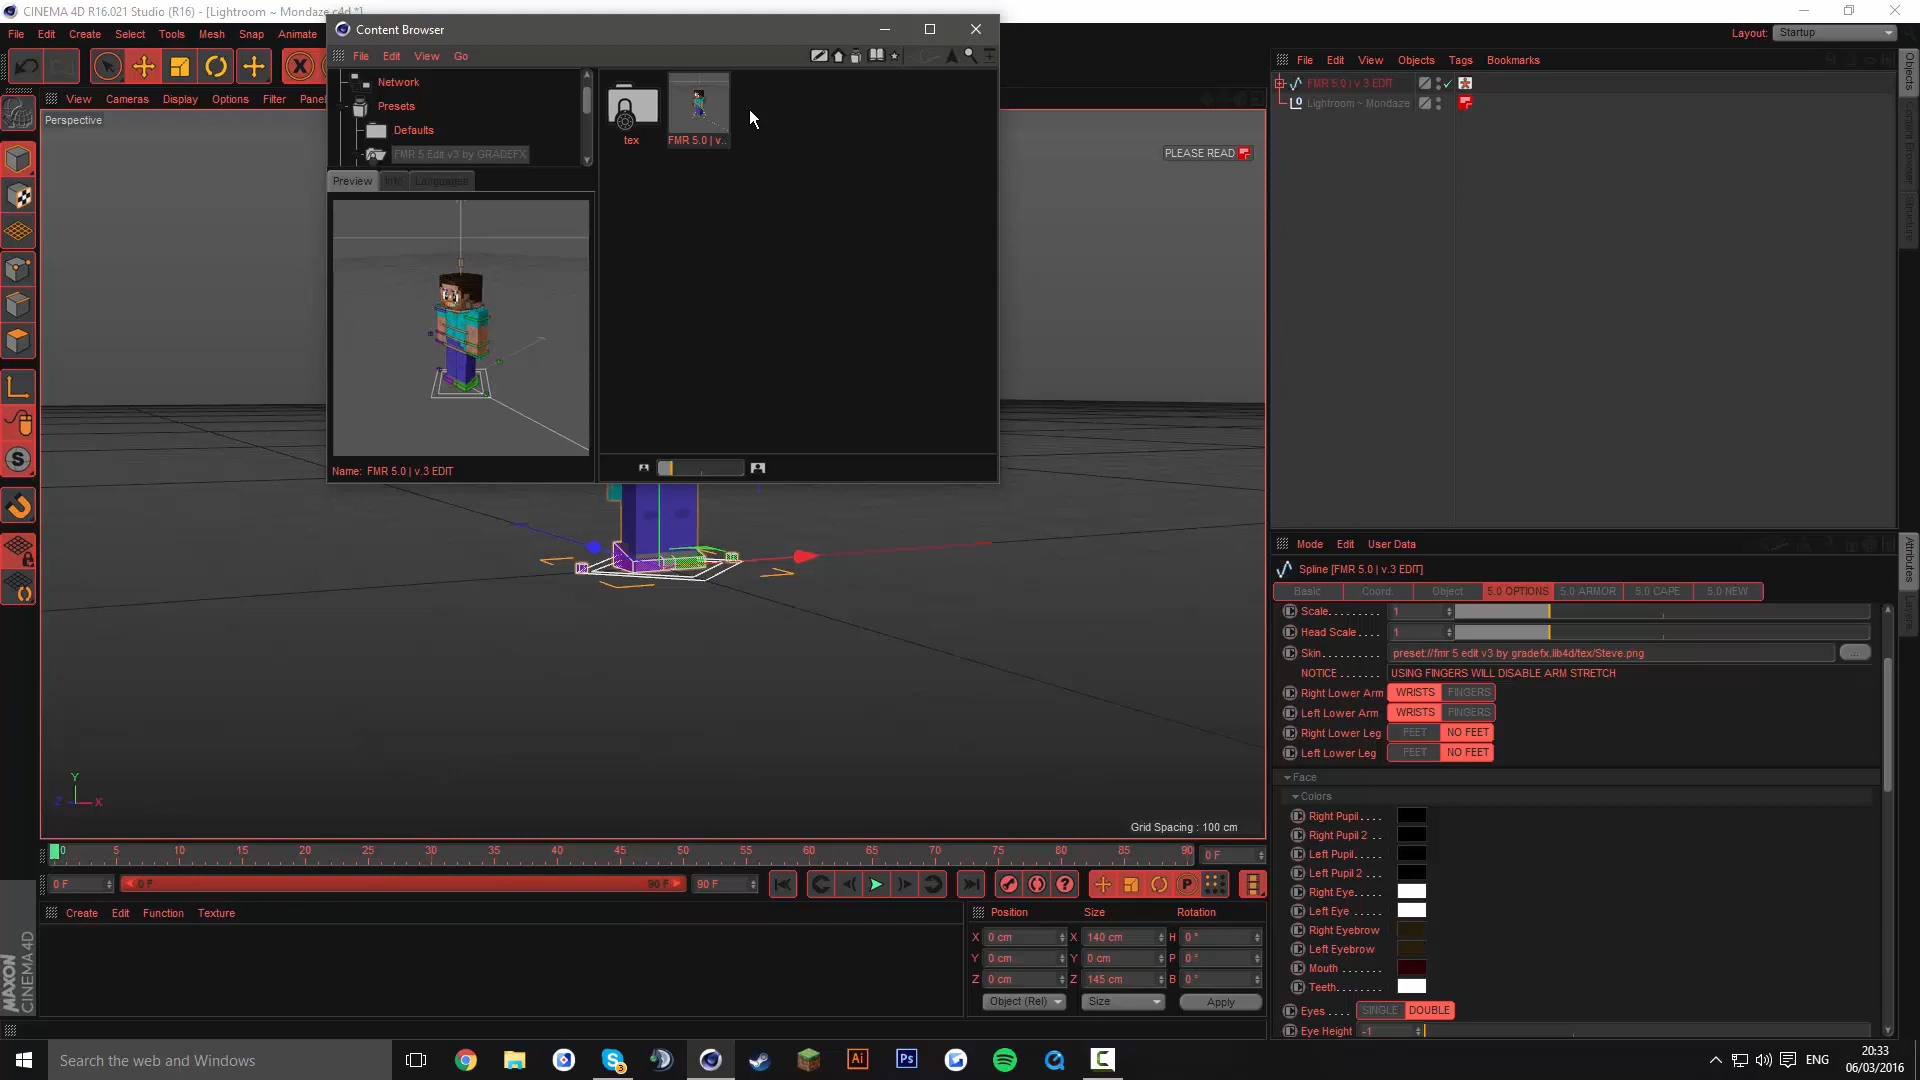 CINEMA 4D R16.021 Studio (R16) - [Lightroom ~ Mondaze.c4d *]
File Edit Create Select Tools Mesh Snap Animate
Layout: Startup
Content Browser
File Edit View Go
Network
Presets
Defaults
FMR 5 Edit v3 by GRADEFX
tex
FMR 5.0 | v..
Preview Info Languages
Name: FMR 5.0 | v.3 EDIT
View Cameras Display Options Filter Panel
Perspective
PLEASE READ
Grid Spacing : 100 cm
Y
Z X
File Edit View Objects Tags Bookmarks
FMR 5.0 | v.3 EDIT
Lightroom ~ Mondaze
Objects
Content Browser
Structure
Mode Edit User Data
Spline [FMR 5.0 | v.3 EDIT]
Basic Coord. Object 5.0 OPTIONS 5.0 ARMOR 5.0 CAPE 5.0 NEW
Scale 1
Head Scale 1
Skin preset://fmr 5 edit v3 by gradefx.lib4d/tex/Steve.png ...
NOTICE USING FINGERS WILL DISABLE ARM STRETCH
Right Lower Arm WRISTS FINGERS
Left Lower Arm WRISTS FINGERS
Right Lower Leg FEET NO FEET
Left Lower Leg FEET NO FEET
Face
Colors
Right Pupil
Right Pupil 2
Left Pupil
Left Pupil 2
Right Eye
Left Eye
Right Eyebrow
Left Eyebrow
Mouth
Teeth
Eyes SINGLE DOUBLE
Eye Height -1
Attributes
Layers
0 5 10 15 20 25 30 35 40 45 50 55 60 65 70 75 80 85 90 0 F
0 F 0 F 90 F 90 F
Create Edit Function Texture
Position Size Rotation
X 0 cm X 140 cm H 0 °
Y 0 cm Y 0 cm P 0 °
Z 0 cm Z 145 cm B 0 °
Object (Rel) Size Apply
MAXON
CINEMA 4D
Search the web and Windows
3
Ai
Ps
ENG
20:33
06/03/2016